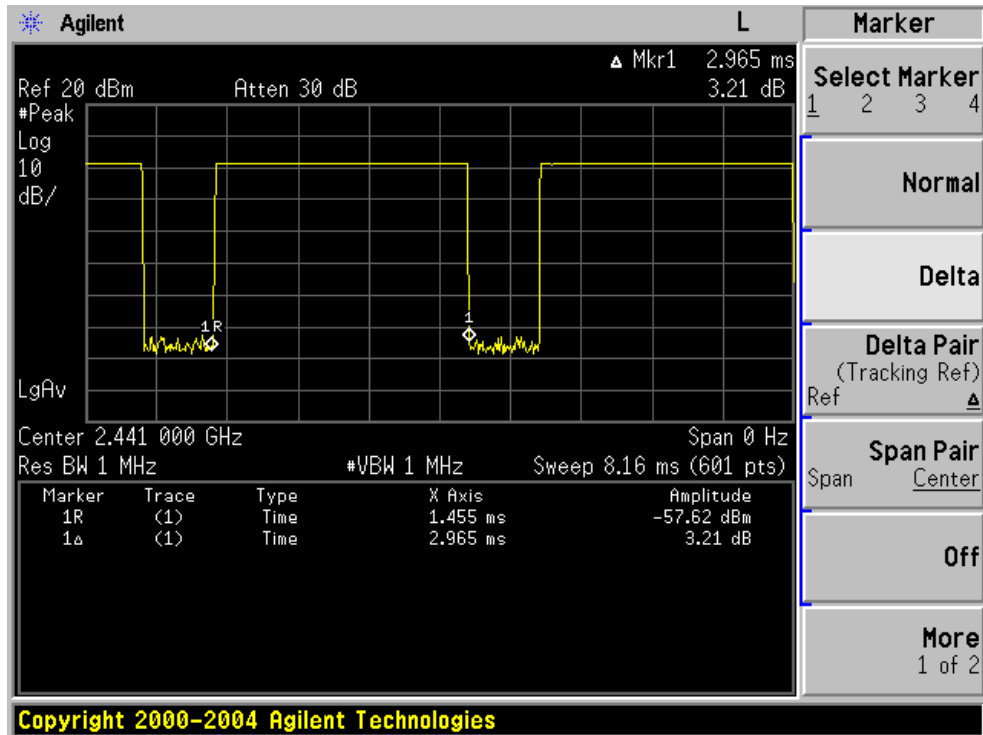 Agilent L
Δ Mkr1 2.965 ms
Ref 20 dBm Atten 30 dB 3.21 dB
#Peak
Log
10
dB/
1R
1
LgAv
Center 2.441 000 GHz Span 0 Hz
Res BW 1 MHz #VBW 1 MHz Sweep 8.16 ms (601 pts)
Marker Trace Type X Axis Amplitude
1R (1) Time 1.455 ms -57.62 dBm
1Δ (1) Time 2.965 ms 3.21 dB
Marker
Select Marker
1 2 3 4
Normal
Delta
Delta Pair
(Tracking Ref)
Ref Δ
Span Pair
Span Center
Off
More
1 of 2
Copyright 2000-2004 Agilent Technologies